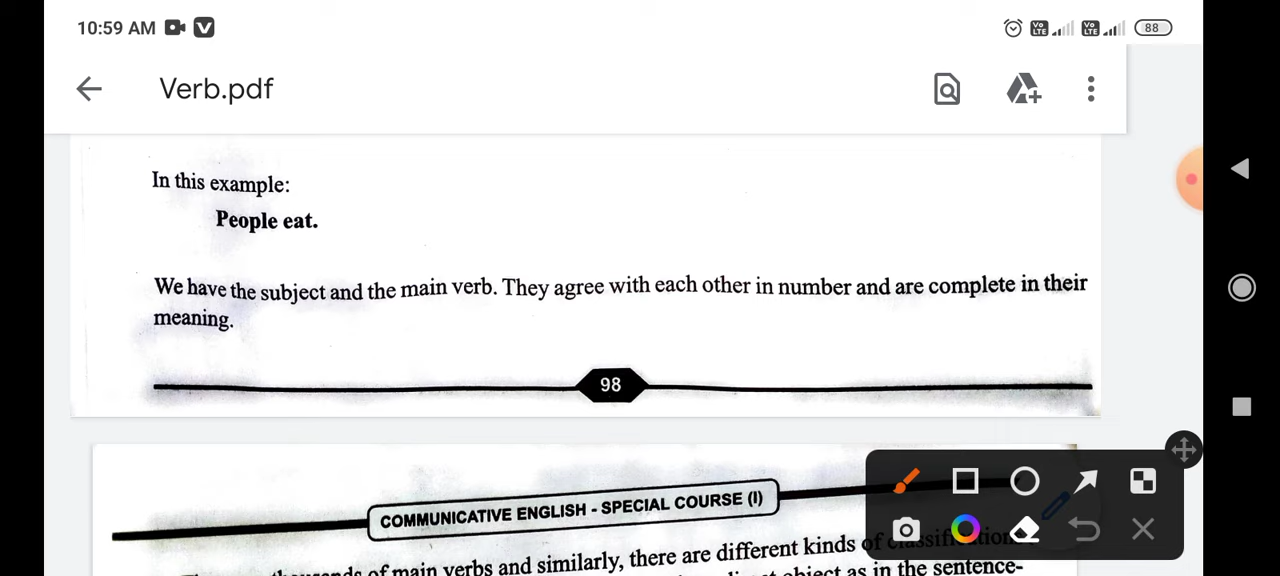 10:59 AM
88
Verb.pdf
In this example:
People eat.
We have the subject and the main verb. They agree with each other in number and are complete in their
meaning.
98
COMMUNICATIVE ENGLISH - SPECIAL COURSE (I)
of main verbs and similarly, there are different kinds of classification
object as in the sentence-